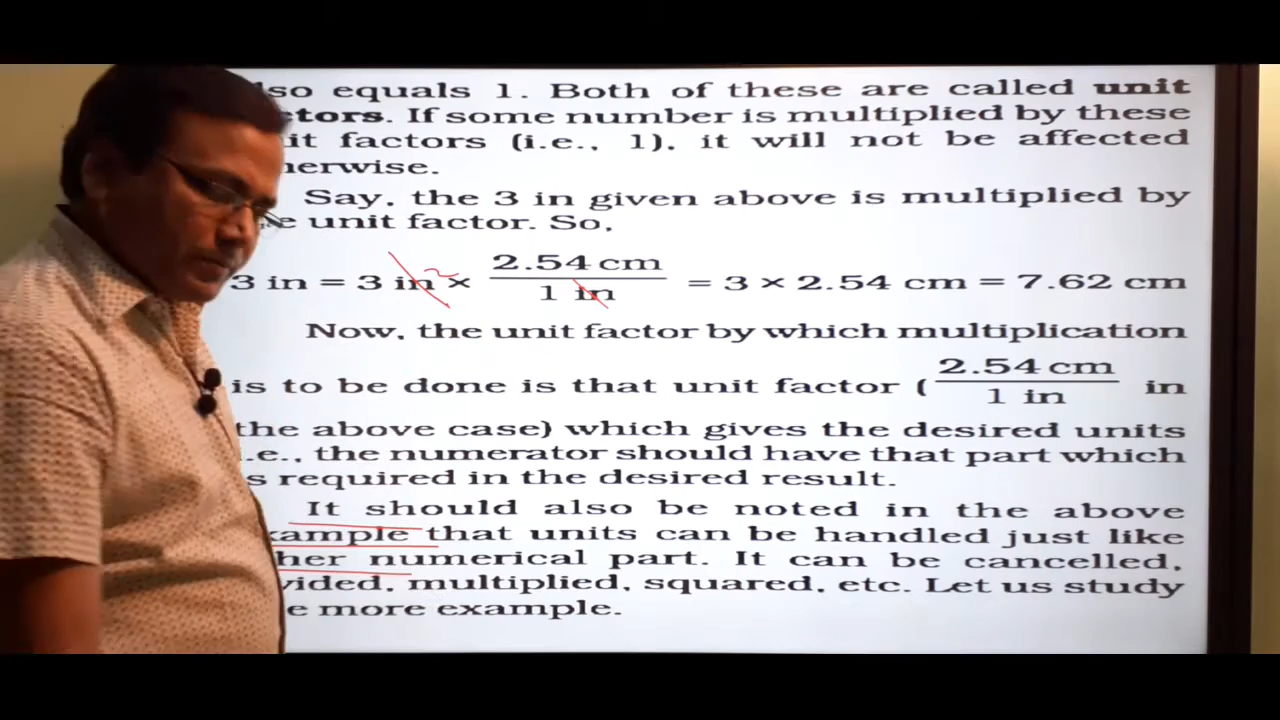 so equals 1. Both of these are called unit
ctors. If some number is multiplied by these
it factors (i.e., 1), it will not be affected
herwise.
Say, the 3 in given above is multiplied by
e unit factor. So,
3 in = 3 in × 2.54 cm / 1 in = 3 × 2.54 cm = 7.62 cm
Now, the unit factor by which multiplication
is to be done is that unit factor ( 2.54 cm / 1 in in
the above case) which gives the desired units
.e., the numerator should have that part which
s required in the desired result.
It should also be noted in the above
xample that units can be handled just like
her numerical part. It can be cancelled,
vided, multiplied, squared, etc. Let us study
e more example.